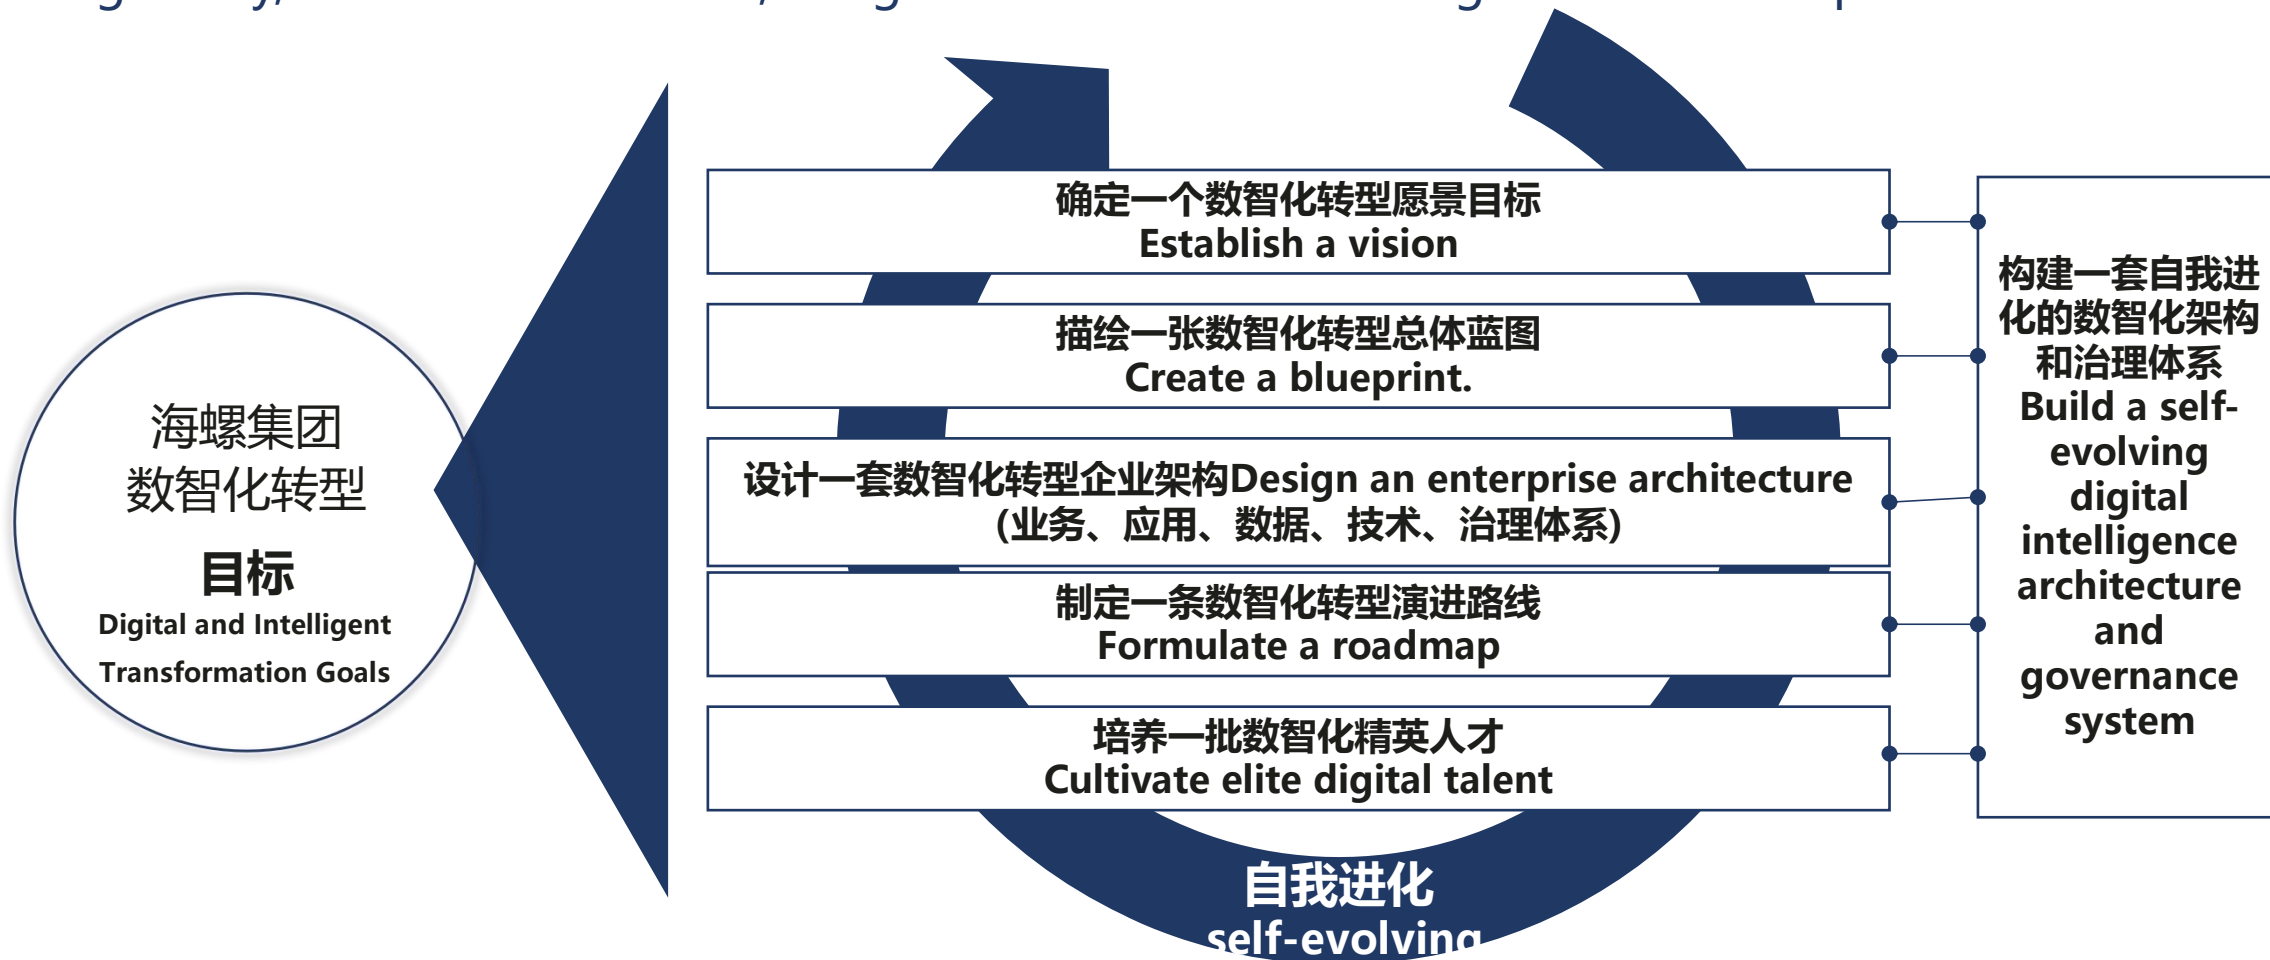 海螺集团
数智化转型
目标
Digital and Intelligent
Transformation Goals
确定一个数智化转型愿景目标
Establish a vision
描绘一张数智化转型总体蓝图
Create a blueprint.
设计一套数智化转型企业架构Design an enterprise architecture
(业务、应用、数据、技术、治理体系)
制定一条数智化转型演进路线
Formulate a roadmap
培养一批数智化精英人才
Cultivate elite digital talent
构建一套自我进
化的数智化架构
和治理体系
Build a self-
evolving
digital
intelligence
architecture
and
governance
system
自我进化
self-evolving